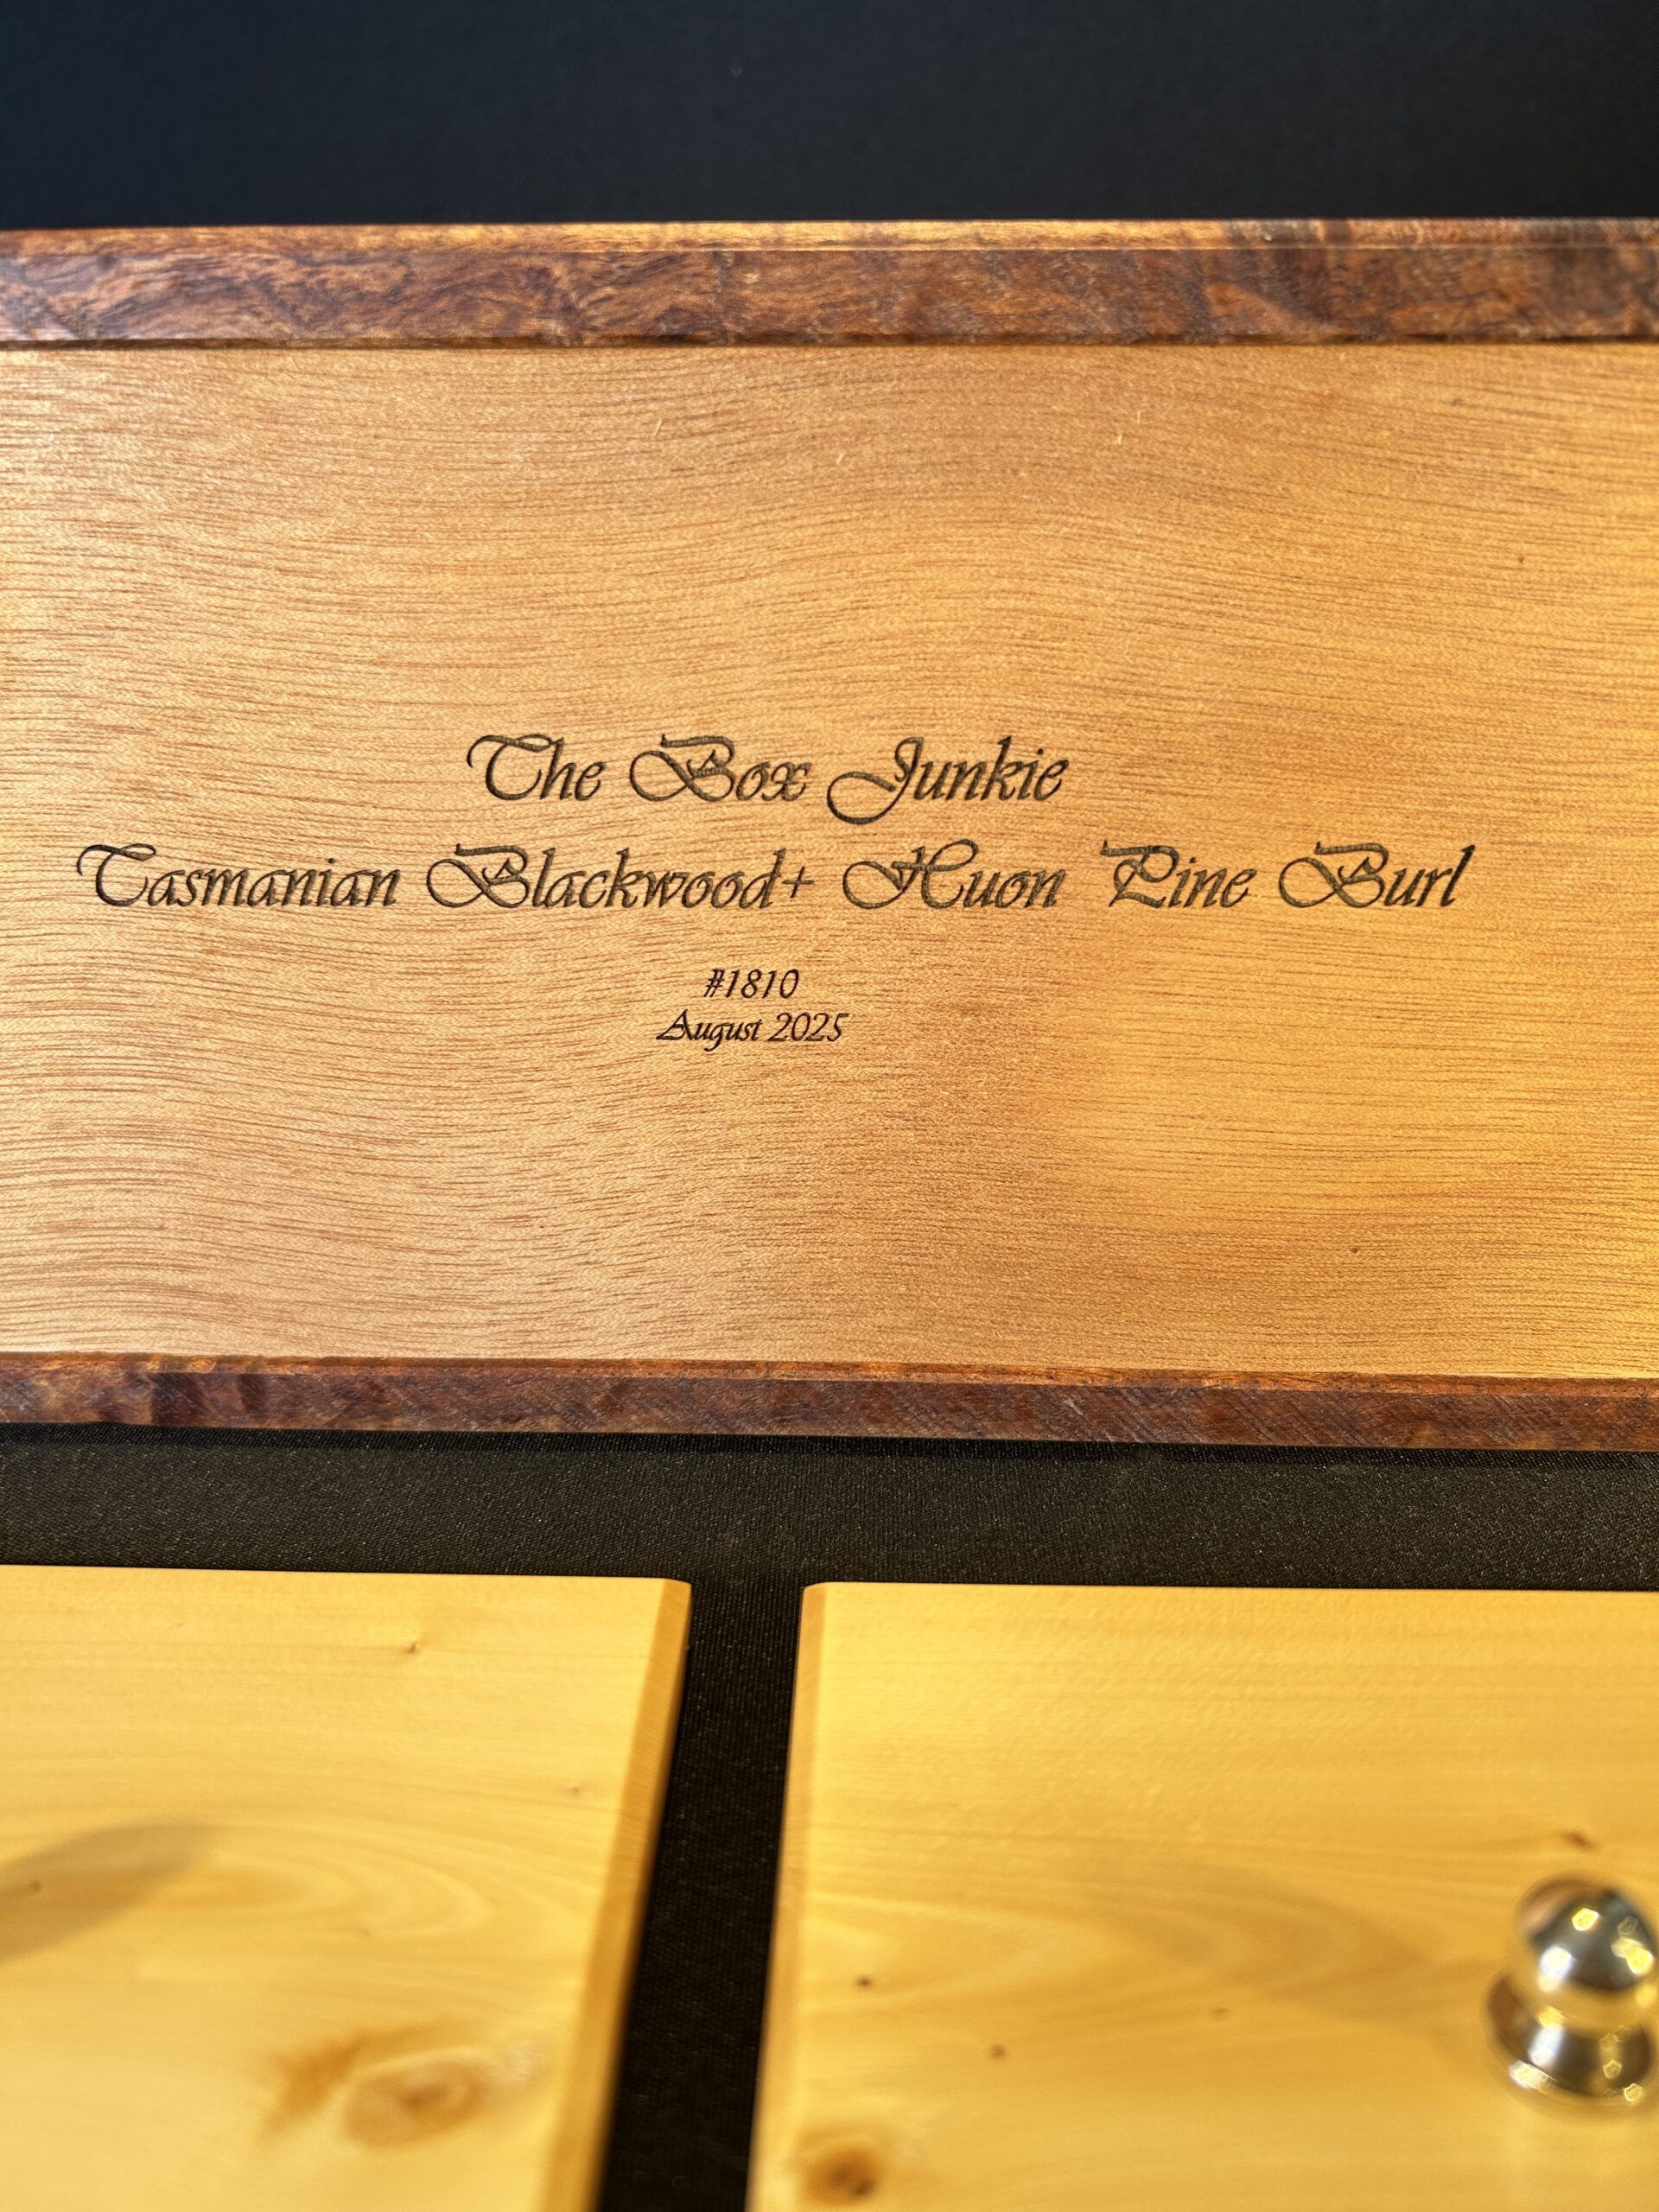 The Box Junkie
Tasmanian Blackwood+ Huon Pine Burl
#1810
August 2025